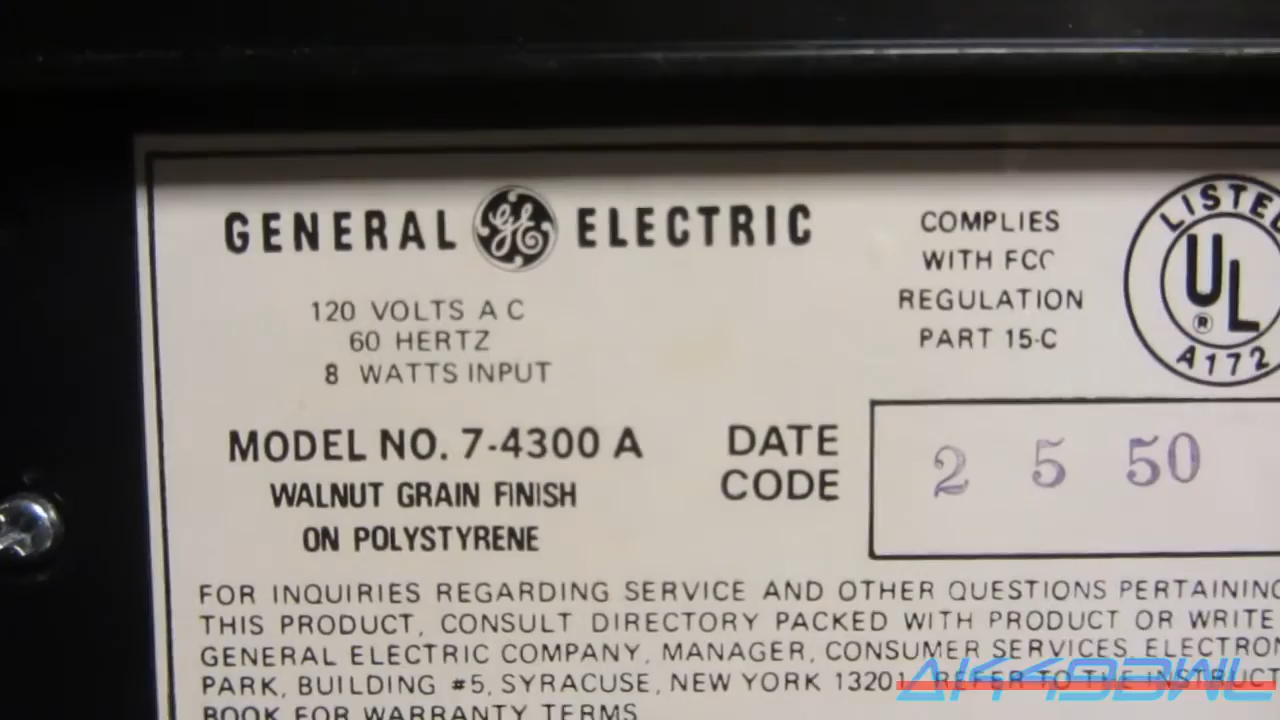 GENERAL GE ELECTRIC
120 VOLTS AC
60 HERTZ
8 WATTS INPUT
COMPLIES
WITH FCC
REGULATION
PART 15-C
LISTE
UL
®
A172
MODEL NO. 7-4300 A
WALNUT GRAIN FINISH
ON POLYSTYRENE
DATE
CODE
2 5 50
FOR INQUIRIES REGARDING SERVICE AND OTHER QUESTIONS PERTAINING
THIS PRODUCT, CONSULT DIRECTORY PACKED WITH PRODUCT OR WRITE
GENERAL ELECTRIC COMPANY, MANAGER, CONSUMER SERVICES, ELECTRON
PARK, BUILDING #5, SYRACUSE, NEW YORK 13201. REFER TO THE INSTRUCT
BOOK FOR WARRANTY TERMS